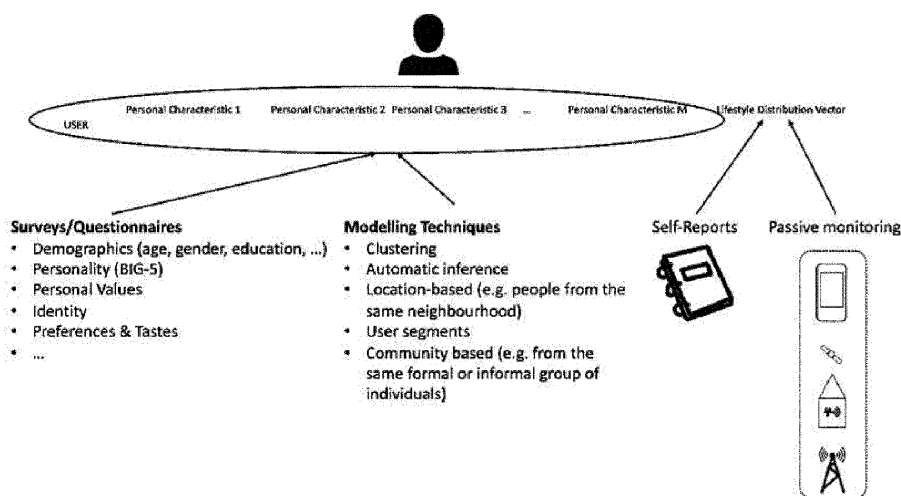 Personal Characteristic 1 Personal Characteristic 2 Personal Characteristic 3 ... Personal Characteristic M Lifestyle Distribution Vector
USER
Surveys/Questionnaires
• Demographics (age, gender, education, ...)
• Personality (BIG-5)
• Personal Values
• Identity
• Preferences & Tastes
• ...
Modelling Techniques
• Clustering
• Automatic inference
• Location-based (e.g. people from the
same neighbourhood)
• User segments
• Community based (e.g. from the
same formal or informal group of
individuals)
Self-Reports
Passive monitoring